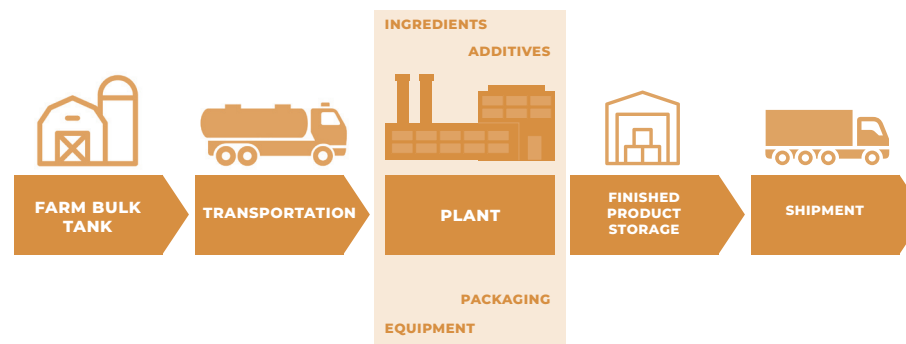 INGREDIENTS
ADDITIVES
FARM BULK
TANK
TRANSPORTATION
PLANT
FINISHED
PRODUCT
STORAGE
SHIPMENT
PACKAGING
EQUIPMENT